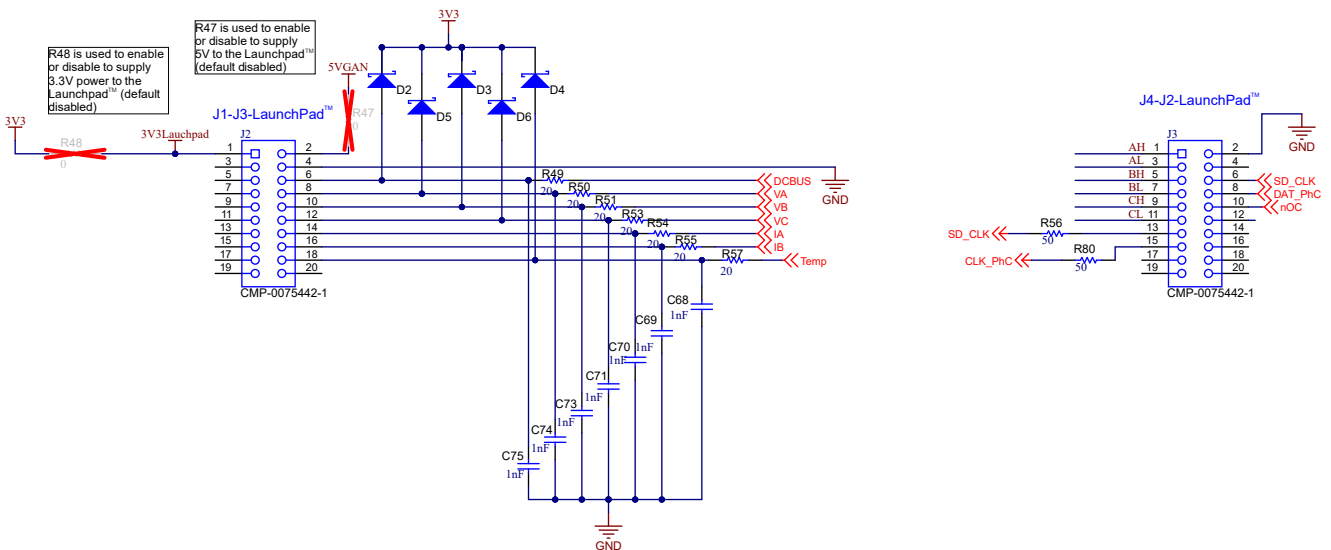 R48 is used to enable
or disable to supply
3.3V power to the
Launchpad™ (default
disabled)
R47 is used to enable
or disable to supply
5V to the Launchpad™
(default disabled)
3V3
5VGAN
D2
D3
D4
D5
D6
R47
0
J1-J3-LaunchPad™
3V3
R48
0
3V3Lauchpad
J2
1
2
3
4
5
6
7
8
9
10
11
12
13
14
15
16
17
18
19
20
CMP-0075442-1
GND
R49
20
DCBUS
R50
20
VA
R51
20
VB
R53
20
VC
R54
20
IA
R55
20
IB
R57
20
Temp
C68
1nF
C69
1nF
C70
1nF
C71
1nF
C73
1nF
C74
1nF
C75
1nF
GND
J4-J2-LaunchPad™
J3
GND
AH 1
2
AL 3
4
BH 5
6
SD_CLK
BL 7
8
DAT_PhC
CH 9
10
nOC
CL 11
12
SD_CLK
R56
50
13
14
CLK_PhC
R80
50
15
16
17
18
19
20
CMP-0075442-1